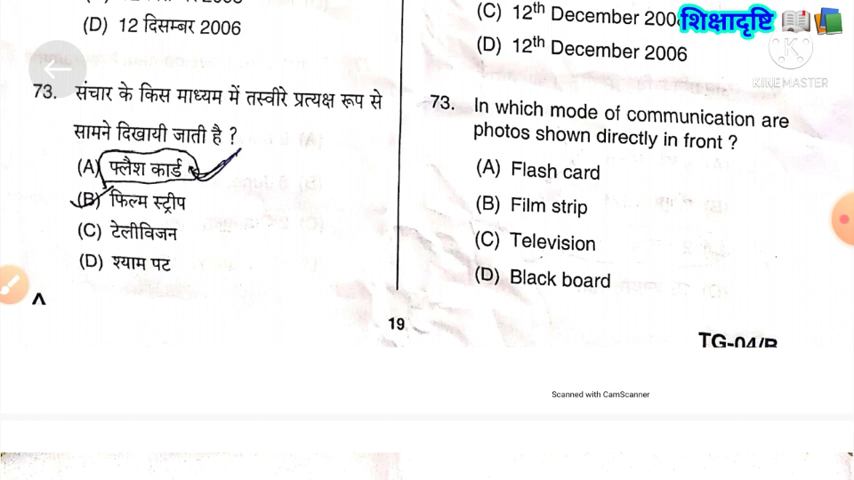 (D) 12 दिसम्बर 2006
73. संचार के किस माध्यम में तस्वीरे प्रत्यक्ष रूप से
सामने दिखायी जाती है ?
(A) फ्लैश कार्ड
(B) फिल्म स्ट्रीप
(C) टेलीविजन
(D) श्याम पट
19
(C) 12th December 200
(D) 12th December 2006
शिक्षादृष्टि
KINEMASTER
73. In which mode of communication are
photos shown directly in front ?
(A) Flash card
(B) Film strip
(C) Television
(D) Black board
TG-04/B
Scanned with CamScanner